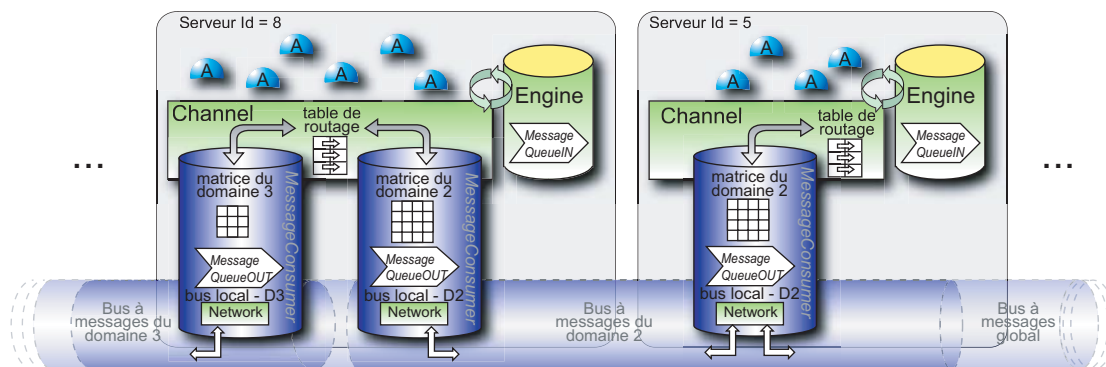 Serveur Id = 8
A
A
A
A
A
A
Engine
Message
QueueIN
Channel
table de
routage
matrice du
domaine 3
MessageConsumer
Message
QueueOUT
bus local - D3
Network
matrice du
domaine 2
MessageConsumer
Message
QueueOUT
bus local - D2
Network
Serveur Id = 5
A
A
A
A
Engine
Message
QueueIN
Channel
table de
routage
matrice du
domaine 2
MessageConsumer
Message
QueueOUT
bus local - D2
Network
...
...
Bus à
messages du
domaine 3
Bus à
messages du
domaine 2
Bus à
messages
global